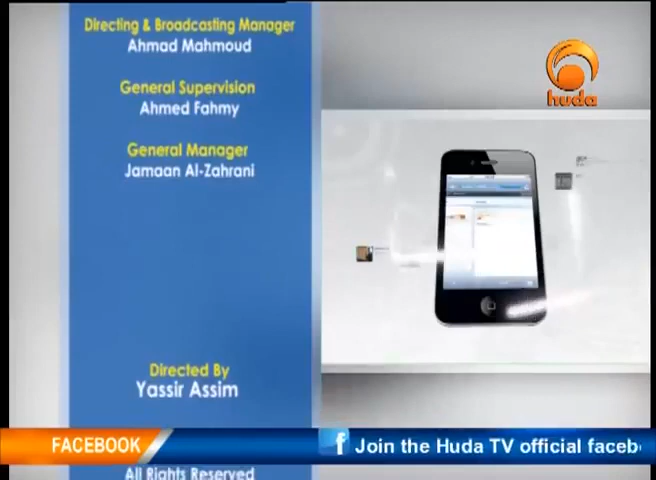 Directing & Broadcasting Manager
Ahmad Mahmoud
General Supervision
Ahmed Fahmy
General Manager
Jamaan Al-Zahrani
huda
Directed By
Yassir Assim
FACEBOOK
f Join the Huda TV official facebo
All Rights Reserved